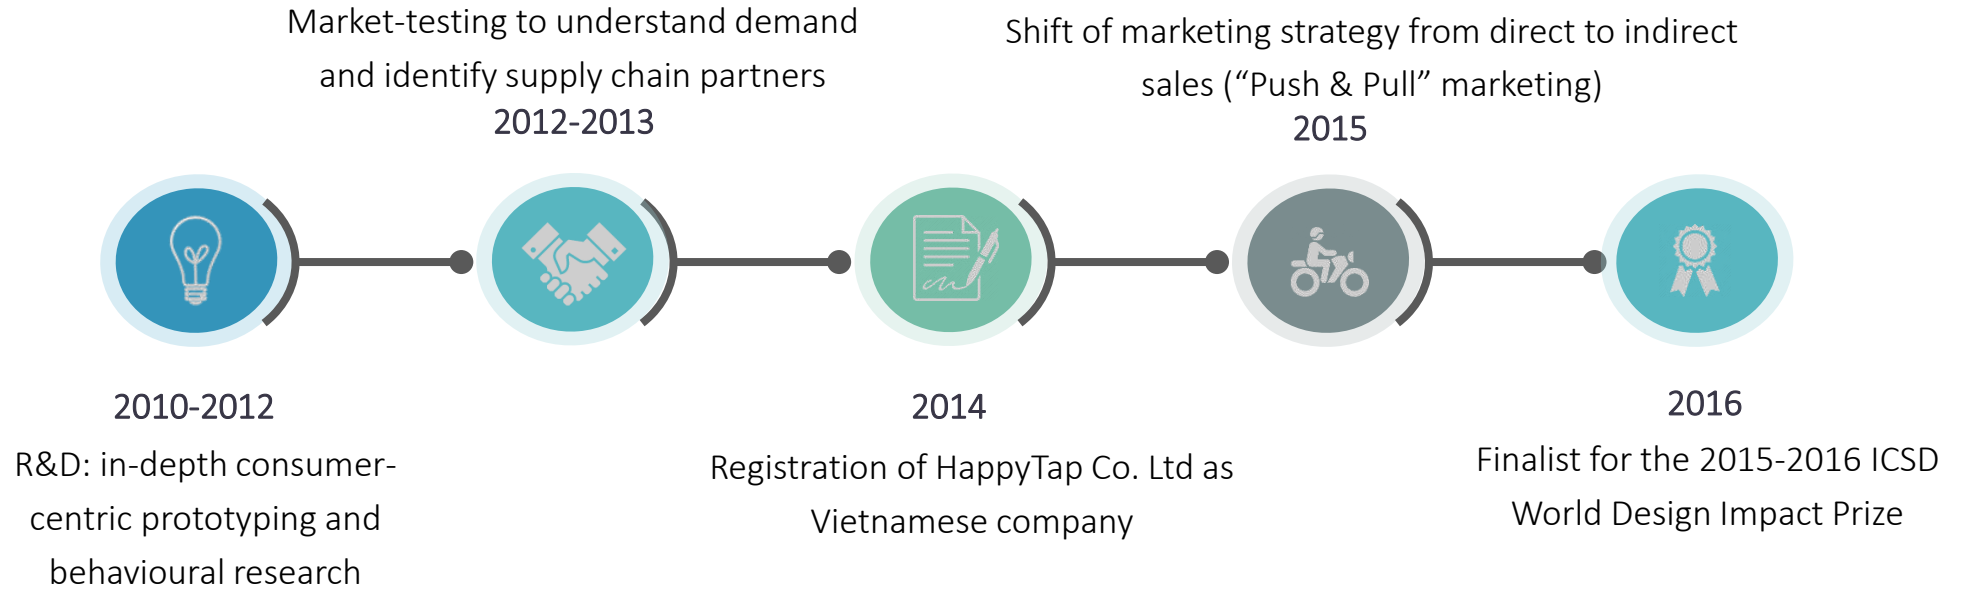 Market-testing to understand demand
and identify supply chain partners
2012-2013
Shift of marketing strategy from direct to indirect
sales (“Push & Pull” marketing)
2015
2010-2012
R&D: in-depth consumer-
centric prototyping and
behavioural research
2014
Registration of HappyTap Co. Ltd as
Vietnamese company
2016
Finalist for the 2015-2016 ICSD
World Design Impact Prize